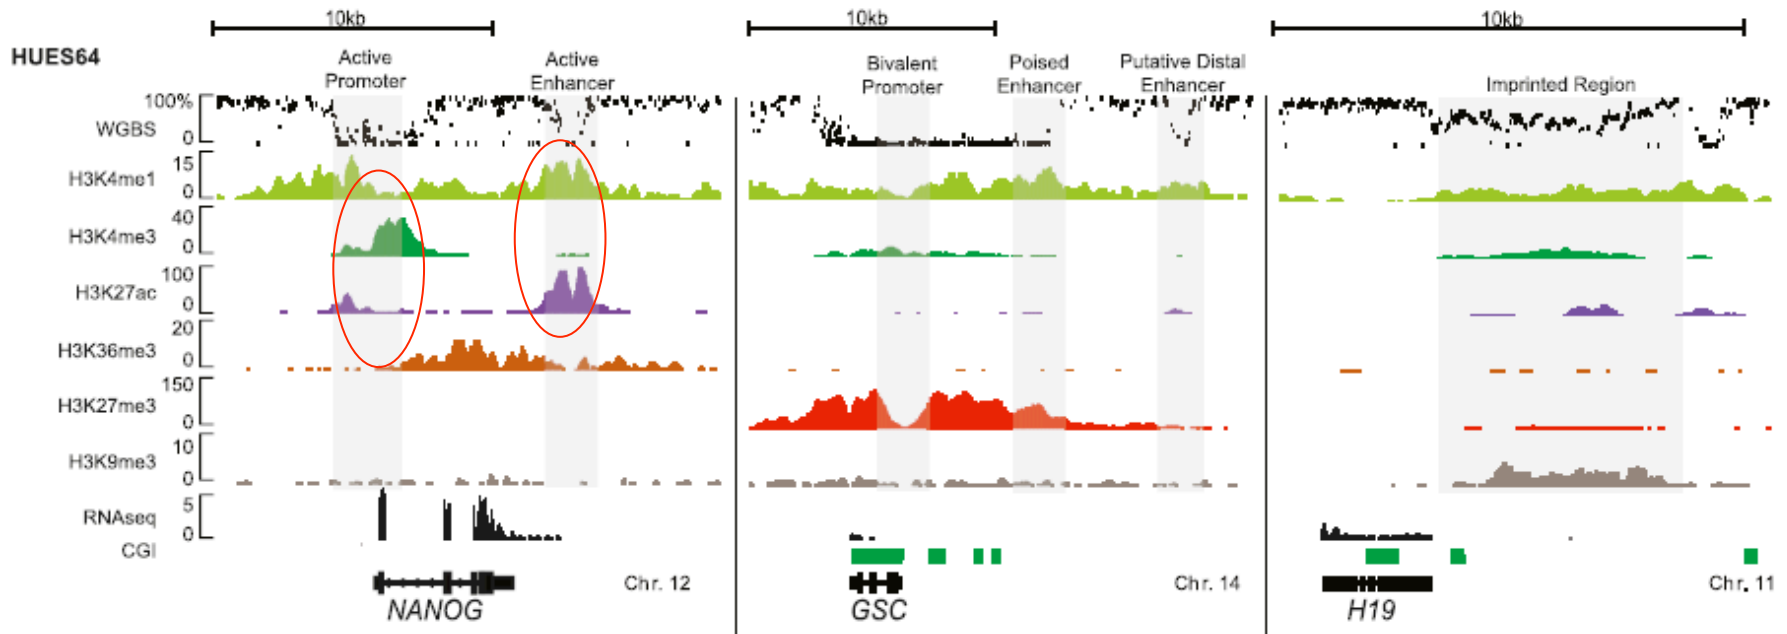 10kb 10kb 10kb
HUES64
Active Promoter
Active Enhancer
Bivalent Promoter
Poised Enhancer
Putative Distal Enhancer
Imprinted Region
WGBS 100% 0
H3K4me1 15 0
H3K4me3 40 0
H3K27ac 100 0
H3K36me3 20 0
H3K27me3 150 0
H3K9me3 10 0
RNAseq 5 0
CGI
Chr. 12 Chr. 14 Chr. 11
NANOG GSC H19